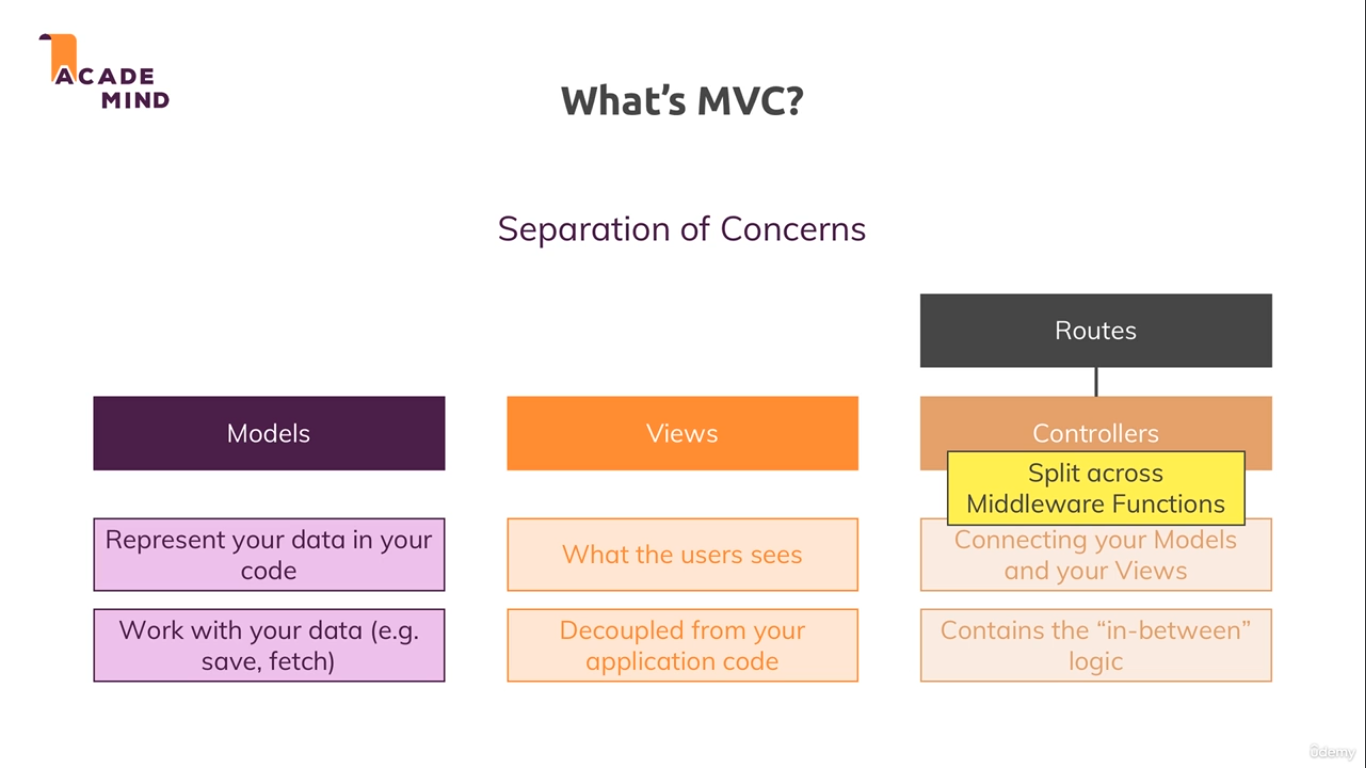 ACADE
MIND
What's MVC?
Separation of Concerns
Routes
Models
Views
Controllers
Split across
Middleware Functions
Represent your data in your
code
What the users sees
Connecting your Models
and your Views
Work with your data (e.g.
save, fetch)
Decoupled from your
application code
Contains the “in-between”
logic
ûdemy